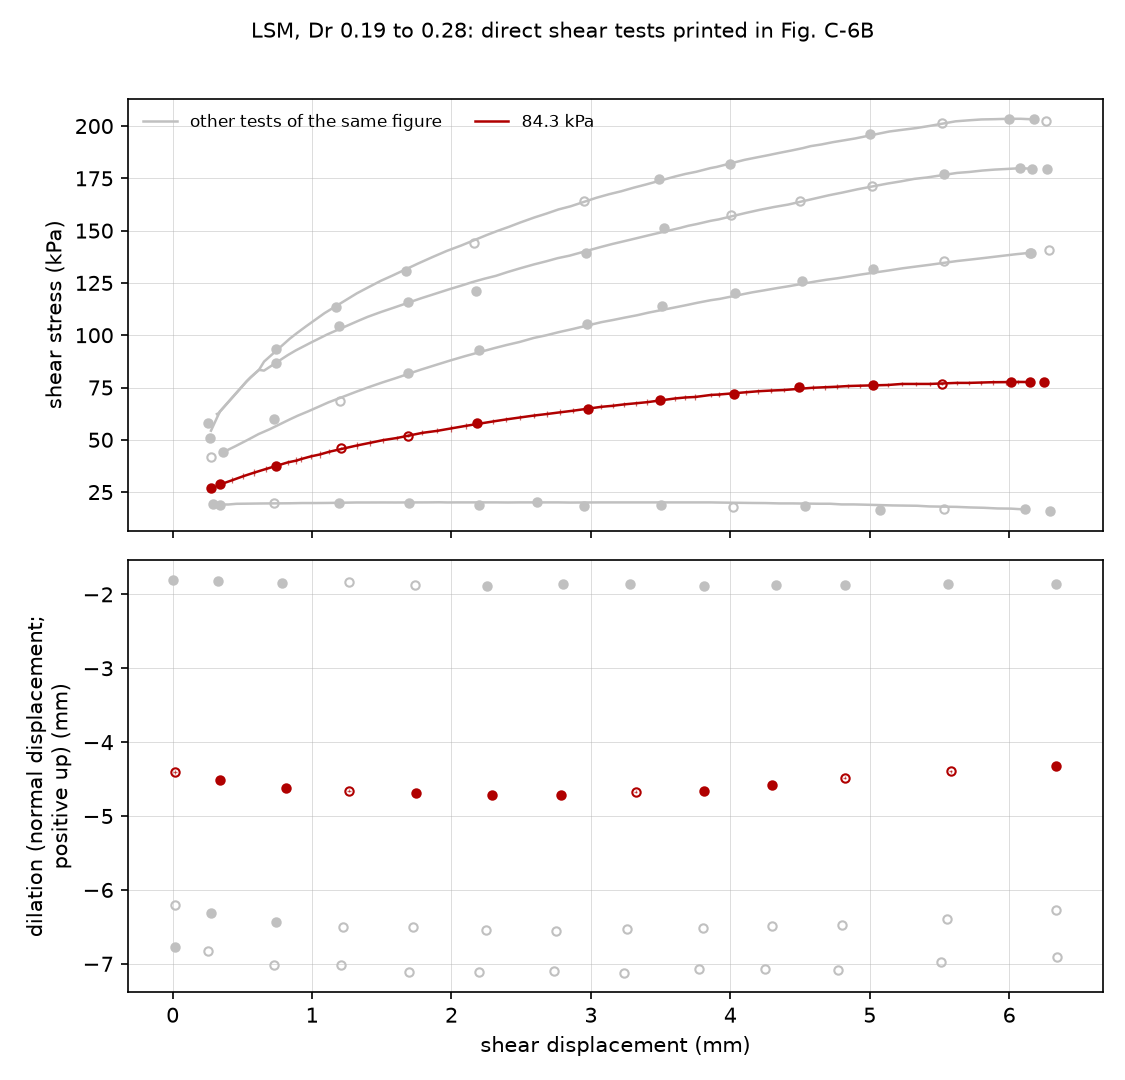 LSM, Dr 0.19 to 0.28: direct shear tests printed in Fig. C-6B
other tests of the same figure
84.3 kPa
shear stress (kPa)
200
175
150
125
100
75
50
25
dilation (normal displacement;
positive up) (mm)
−2
−3
−4
−5
−6
−7
0 1 2 3 4 5 6
shear displacement (mm)